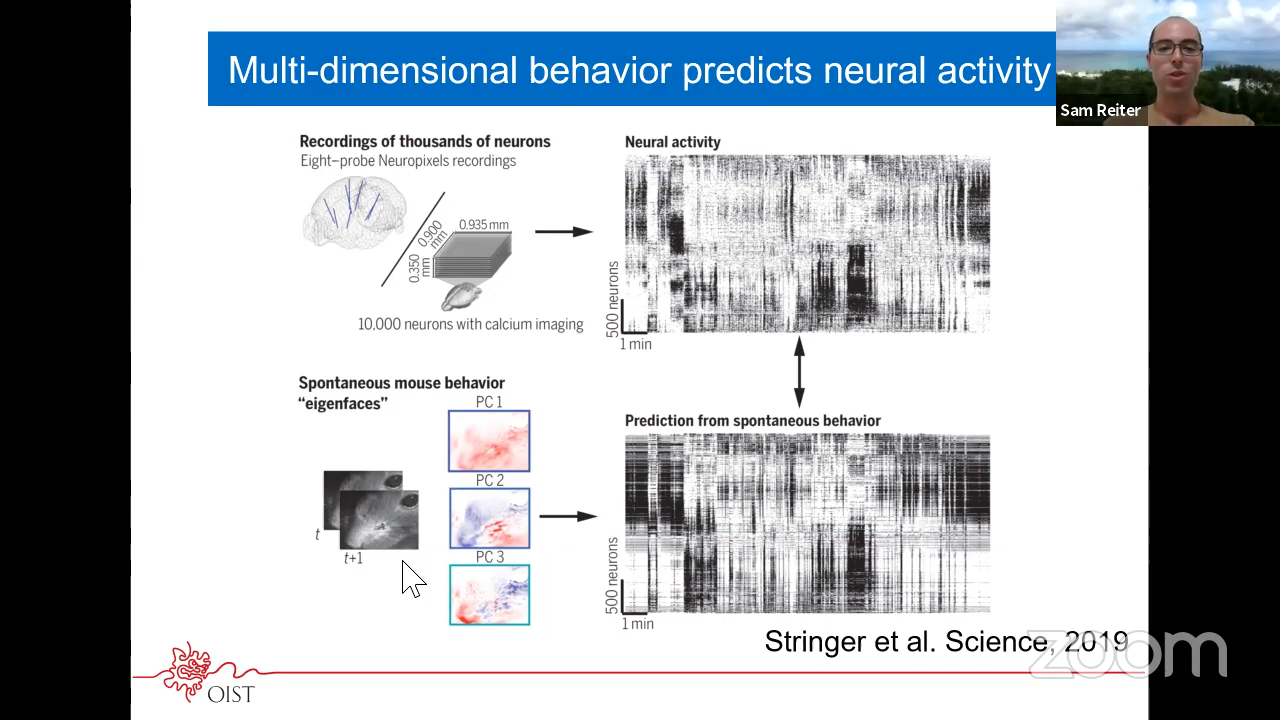 Multi-dimensional behavior predicts neural activity
Sam Reiter
Recordings of thousands of neurons
Eight-probe Neuropixels recordings
0.935 mm
0.900 mm
0.350 mm
10,000 neurons with calcium imaging
Neural activity
500 neurons
1 min
Spontaneous mouse behavior
"eigenfaces"
PC 1
PC 2
PC 3
t
t+1
Prediction from spontaneous behavior
500 neurons
1 min
Stringer et al. Science, 2019
zoom
OIST